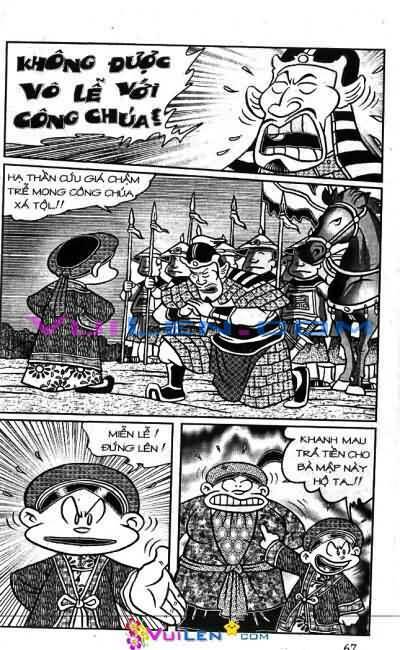 KHÔNG ĐƯỢC
VÔ LỄ VỚI
CÔNG CHÚA!
HẠ THẦN CỨU GIÁ CHẬM
TRỄ MONG CÔNG CHÚA
XÁ TỘI..!!
VUILEN.COM
MIỄN LỄ!
ĐỨNG LÊN!
KHANH MAU
TRẢ TIỀN CHO
BÀ MẬP NÀY
HỘ TA..!!
VUILEN.COM
67